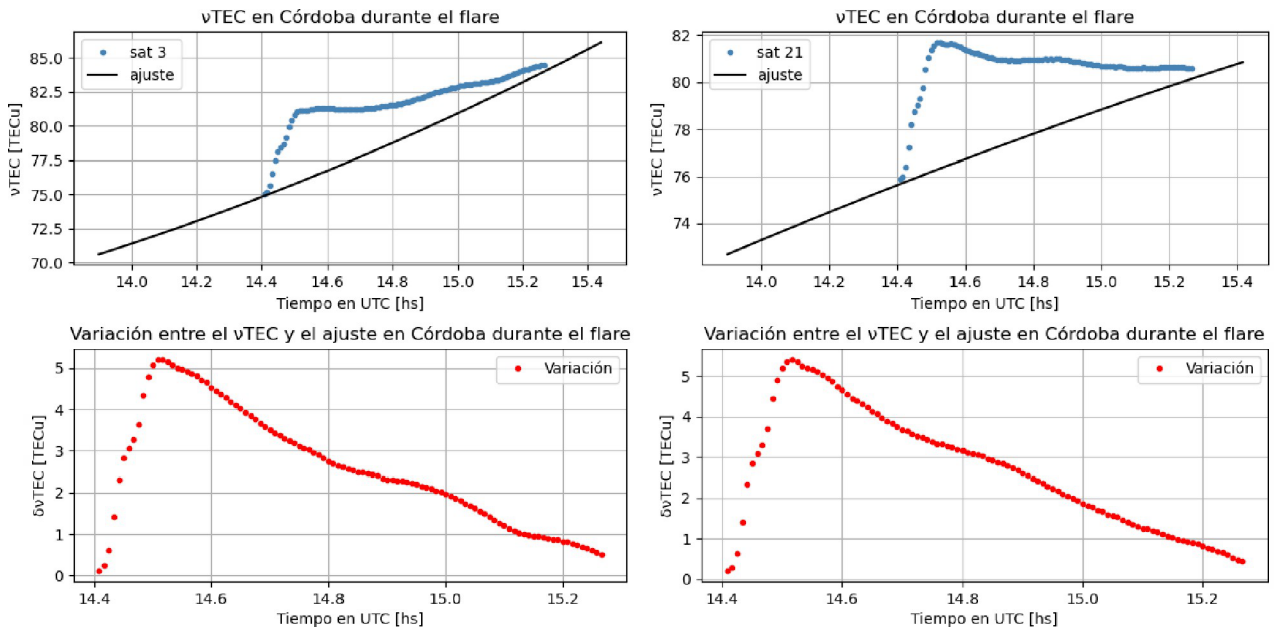 νTEC en Córdoba durante el flare
sat 3
ajuste
νTEC [TECu]
85.0
82.5
80.0
77.5
75.0
72.5
70.0
14.0 14.2 14.4 14.6 14.8 15.0 15.2 15.4
Tiempo en UTC [hs]
νTEC en Córdoba durante el flare
sat 21
ajuste
νTEC [TECu]
82
80
78
76
74
14.0 14.2 14.4 14.6 14.8 15.0 15.2 15.4
Tiempo en UTC [hs]
Variación entre el νTEC y el ajuste en Córdoba durante el flare
Variación
δνTEC [TECu]
5
4
3
2
1
0
14.4 14.6 14.8 15.0 15.2
Tiempo en UTC [hs]
Variación entre el νTEC y el ajuste en Córdoba durante el flare
Variación
δνTEC [TECu]
5
4
3
2
1
0
14.4 14.6 14.8 15.0 15.2
Tiempo en UTC [hs]